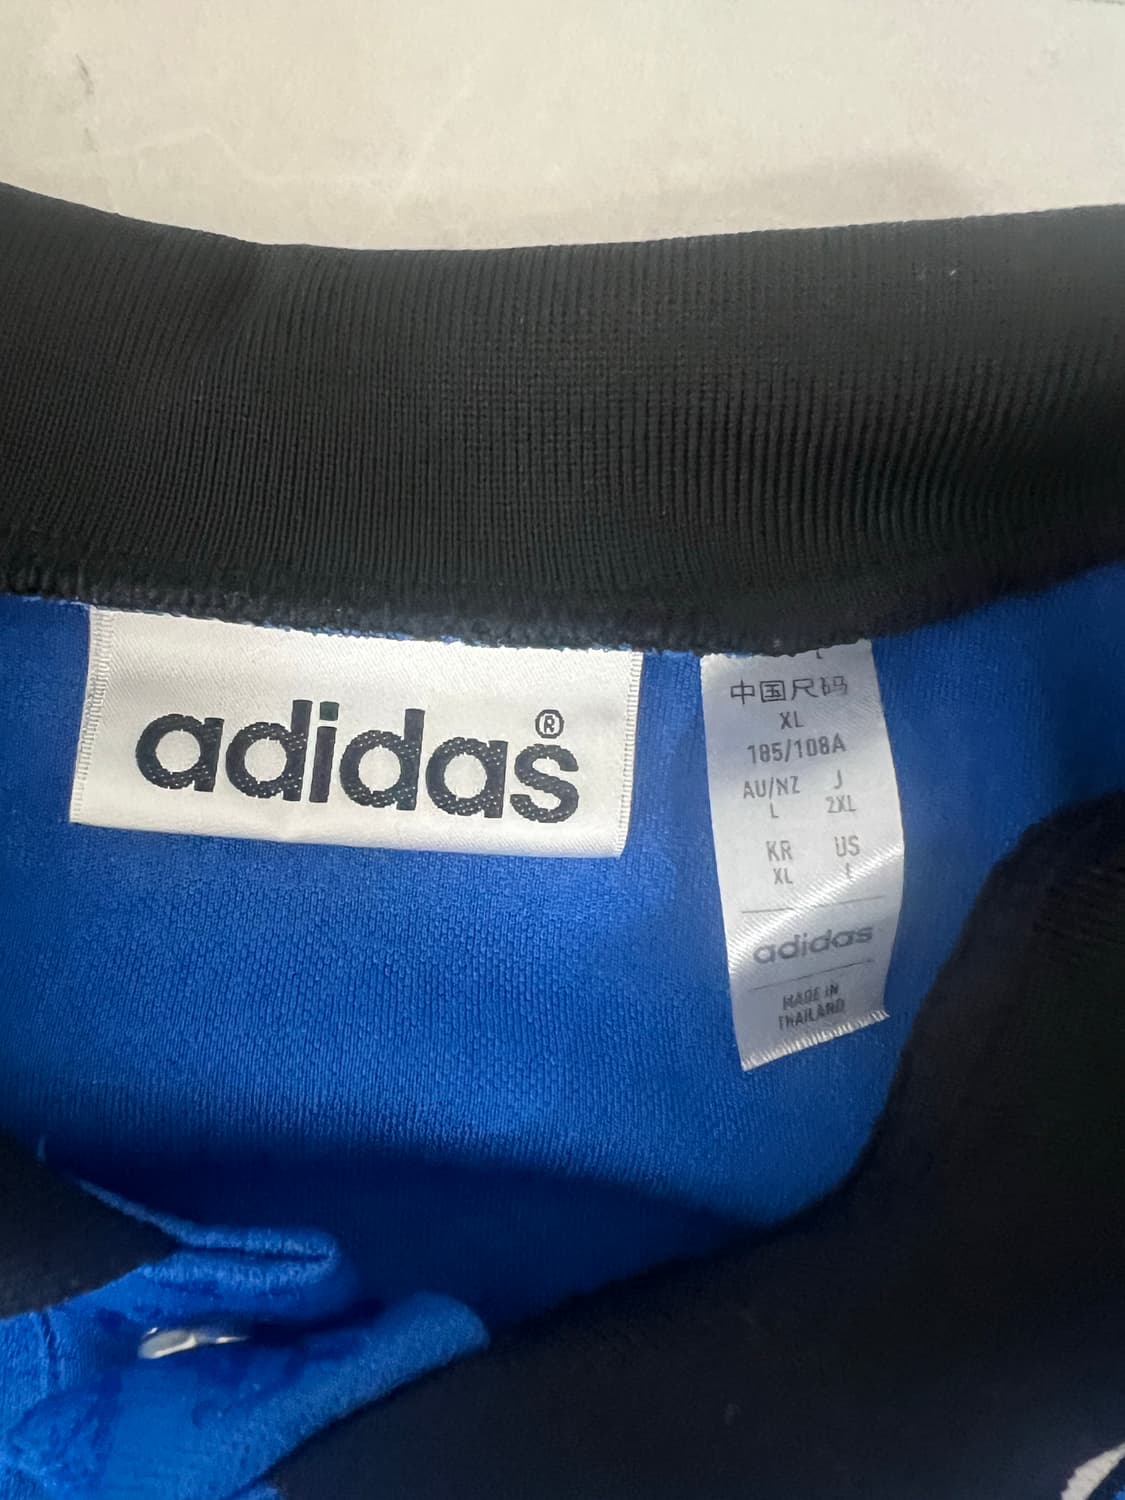 adidas®
中国尺码
XL
185/108A
AU/NZ J
L 2XL
KR US
XL L
adidas
MADE IN
THAILAND